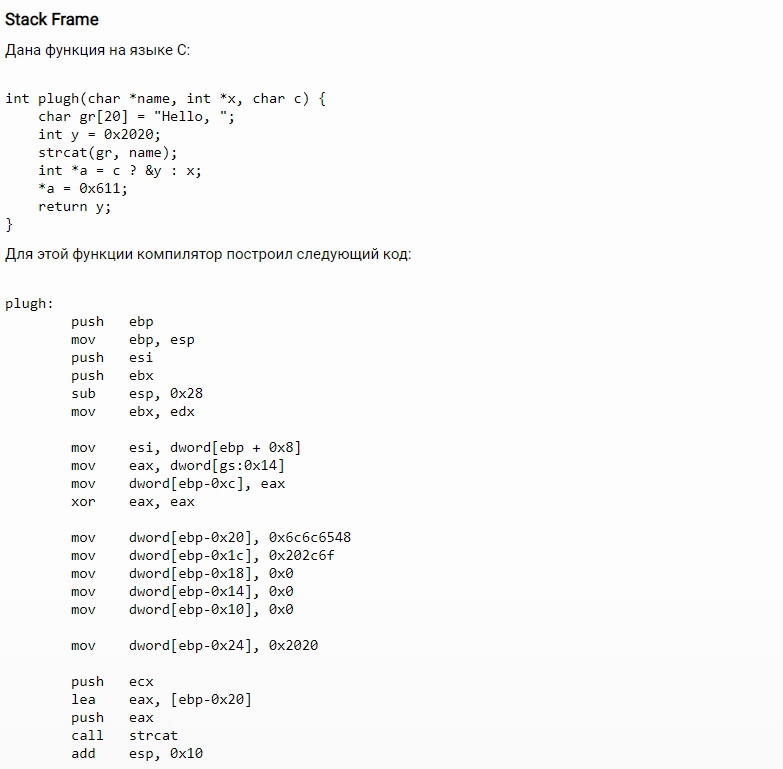 Stack Frame
Дана функция на языке C:
int plugh(char *name, int *x, char c) {
    char gr[20] = "Hello, ";
    int y = 0x2020;
    strcat(gr, name);
    int *a = c ? &y : x;
    *a = 0x611;
    return y;
}
Для этой функции компилятор построил следующий код:
plugh:
        push   ebp
        mov    ebp, esp
        push   esi
        push   ebx
        sub    esp, 0x28
        mov    ebx, edx
        mov    esi, dword[ebp + 0x8]
        mov    eax, dword[gs:0x14]
        mov    dword[ebp-0xc], eax
        xor    eax, eax
        mov    dword[ebp-0x20], 0x6c6c6548
        mov    dword[ebp-0x1c], 0x202c6f
        mov    dword[ebp-0x18], 0x0
        mov    dword[ebp-0x14], 0x0
        mov    dword[ebp-0x10], 0x0
        mov    dword[ebp-0x24], 0x2020
        push   ecx
        lea    eax, [ebp-0x20]
        push   eax
        call   strcat
        add    esp, 0x10